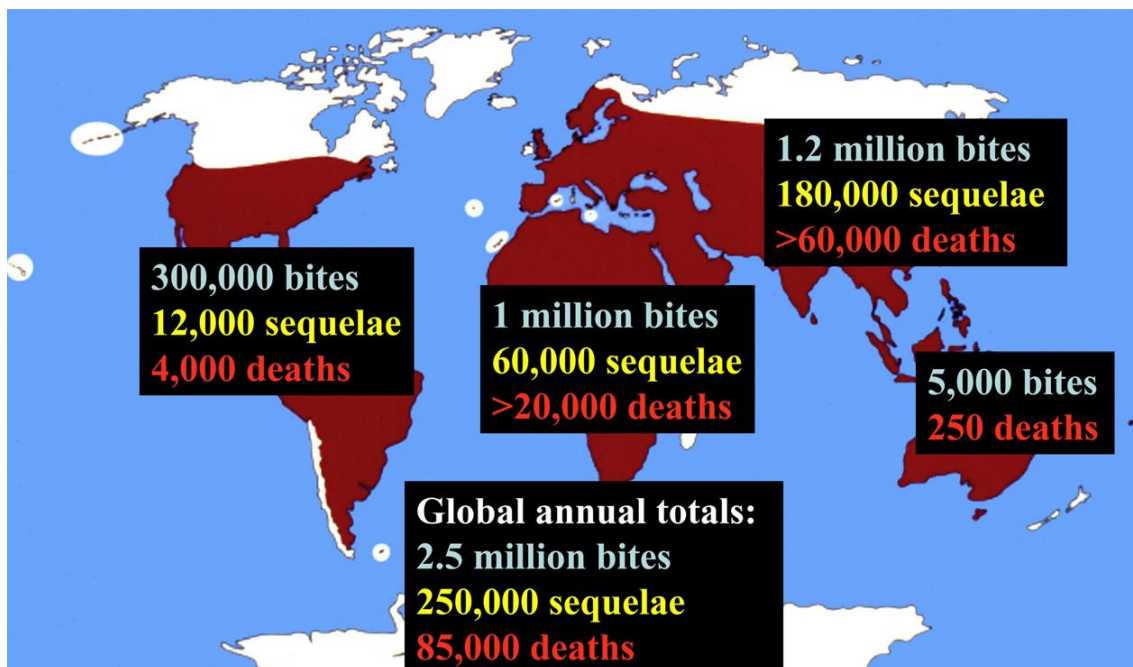 1.2 million bites
180,000 sequelae
>60,000 deaths
300,000 bites
12,000 sequelae
4,000 deaths
1 million bites
60,000 sequelae
>20,000 deaths
5,000 bites
250 deaths
Global annual totals:
2.5 million bites
250,000 sequelae
85,000 deaths